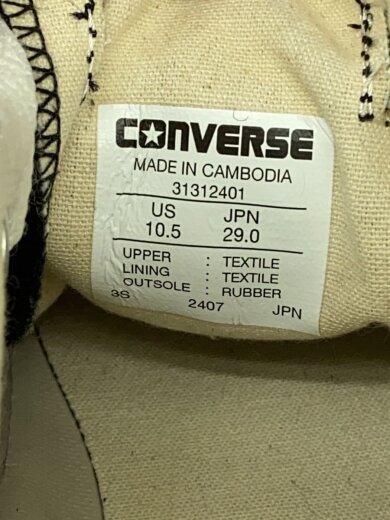 CONVERSE
MADE IN CAMBODIA
31312401
US JPN
10.5 29.0
UPPER : TEXTILE
LINING : TEXTILE
OUTSOLE : RUBBER
3S 2407 JPN